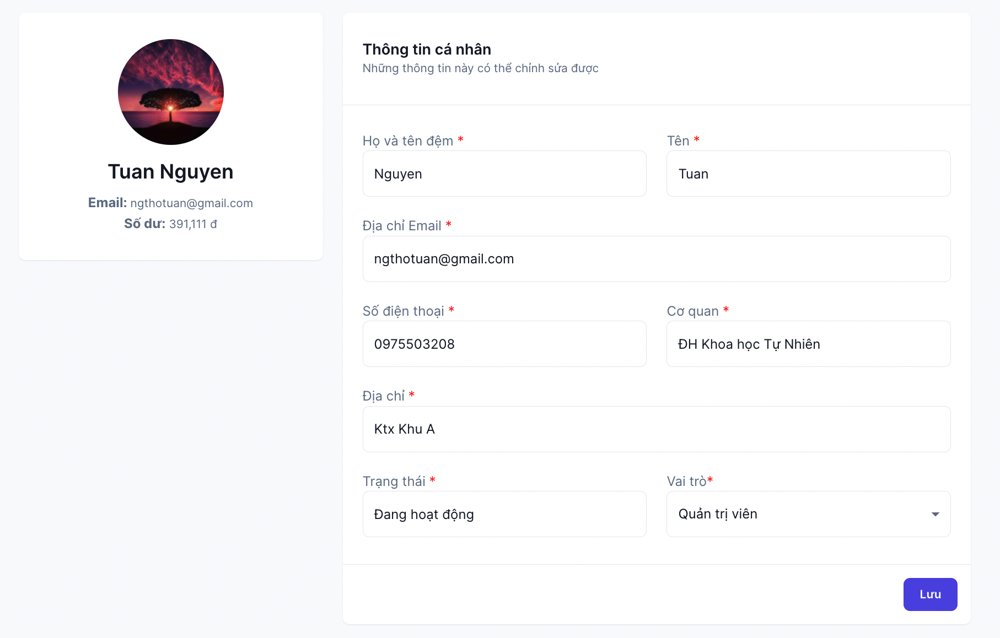 Tuan Nguyen
Email: ngthotuan@gmail.com
Số dư: 391,111 đ
Thông tin cá nhân
Những thông tin này có thể chỉnh sửa được
Họ và tên đệm *
Nguyen
Tên *
Tuan
Địa chỉ Email *
ngthotuan@gmail.com
Số điện thoại *
0975503208
Cơ quan *
ĐH Khoa học Tự Nhiên
Địa chỉ *
Ktx Khu A
Trạng thái *
Đang hoạt động
Vai trò*
Quản trị viên
Lưu